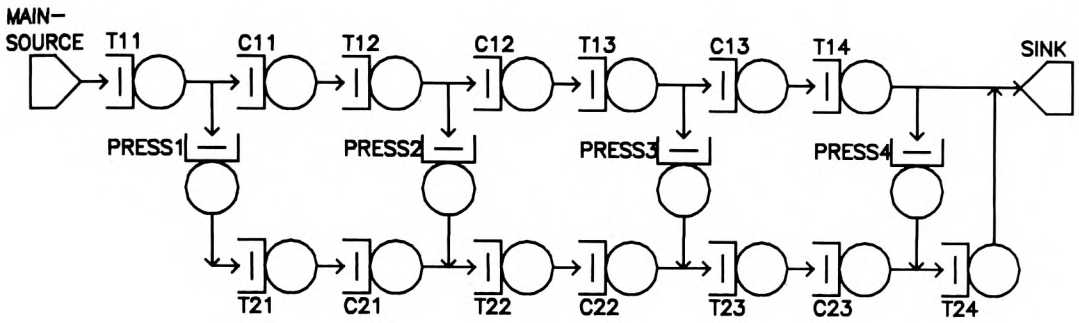 MAIN-
SOURCE
T11
C11
T12
C12
T13
C13
T14
SINK
PRESS1
PRESS2
PRESS3
PRESS4
T21
C21
T22
C22
T23
C23
T24